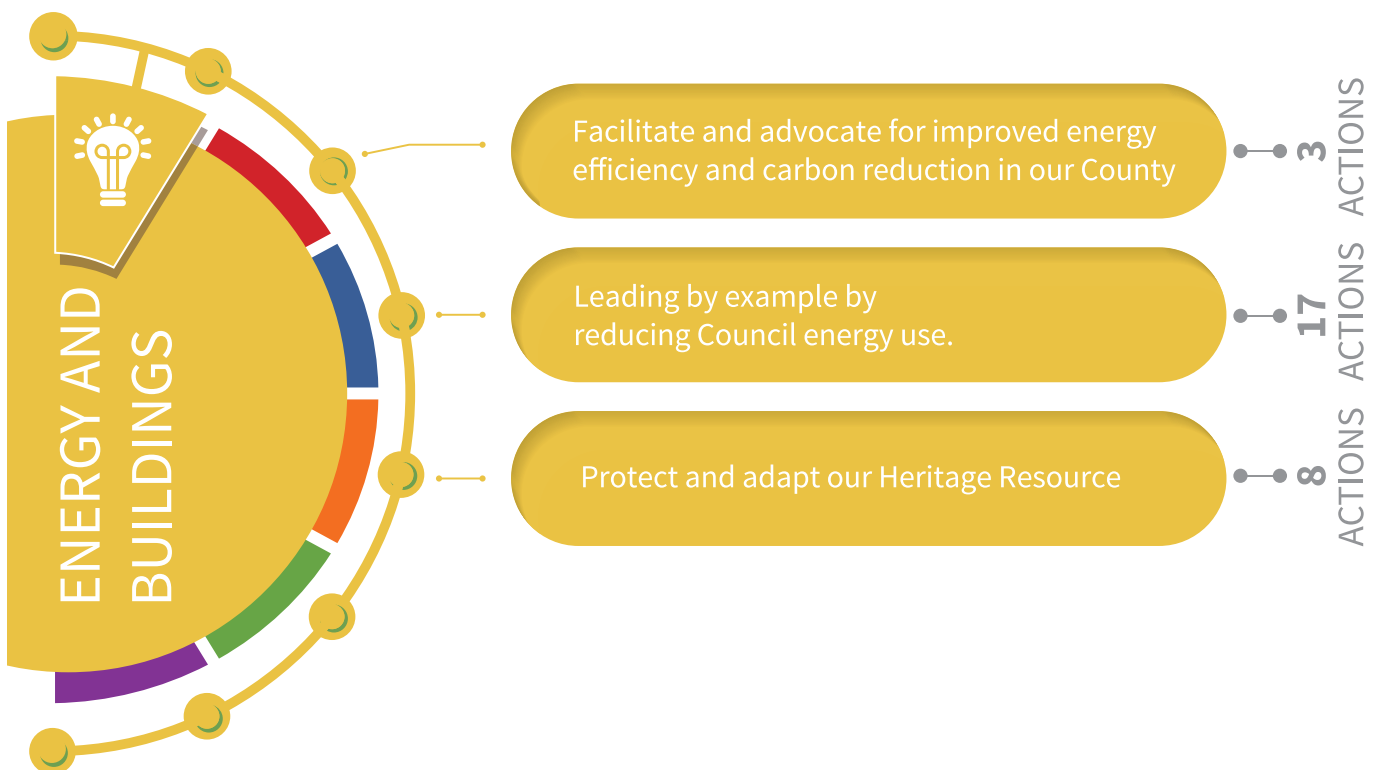 ENERGY AND
BUILDINGS
Facilitate and advocate for improved energy
efficiency and carbon reduction in our County
3
ACTIONS
Leading by example by
reducing Council energy use.
17
ACTIONS
Protect and adapt our Heritage Resource
8
ACTIONS